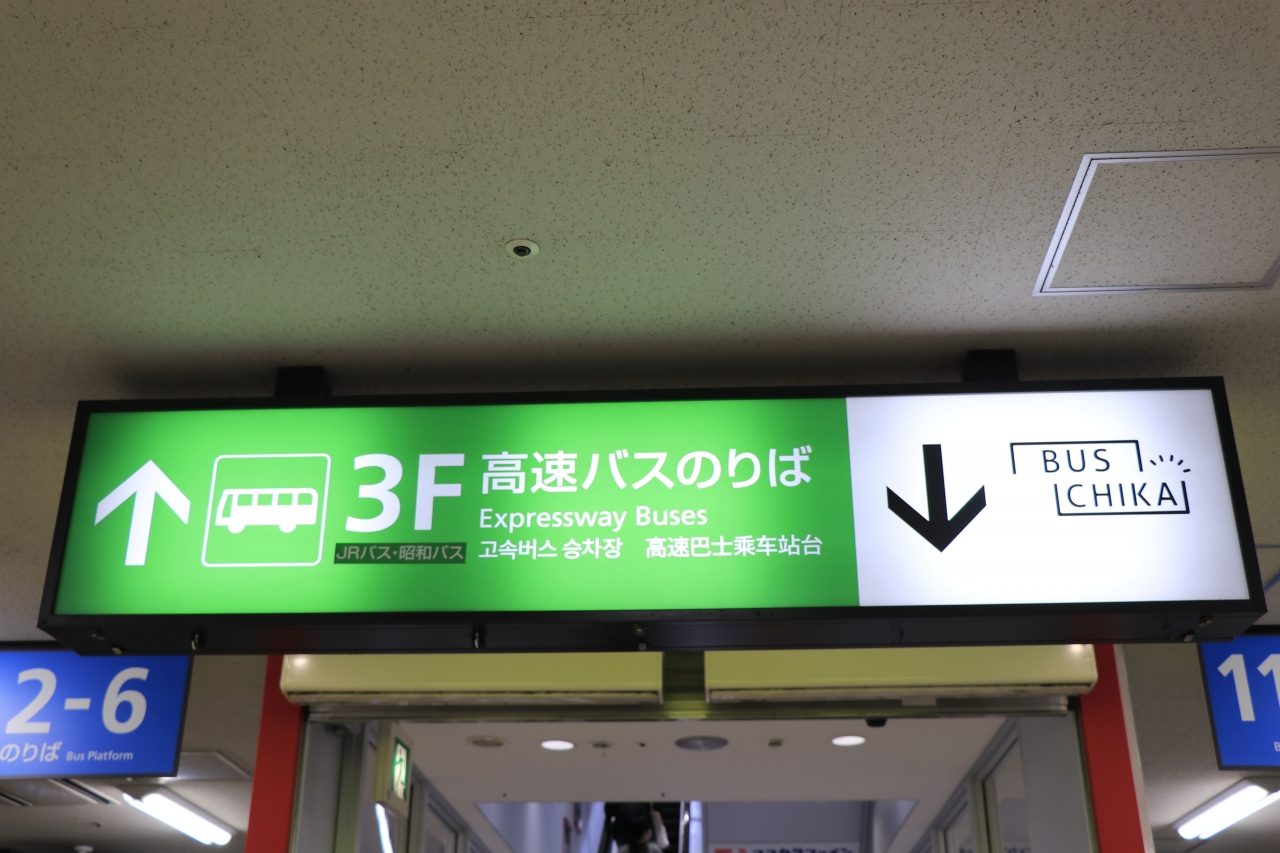 3F
JRバス・昭和バス
高速バスのりば
Expressway Buses
고속버스 승차장 高速巴士乘车站台
BUS
CHIKA
2-6
のりば Bus Platform
11